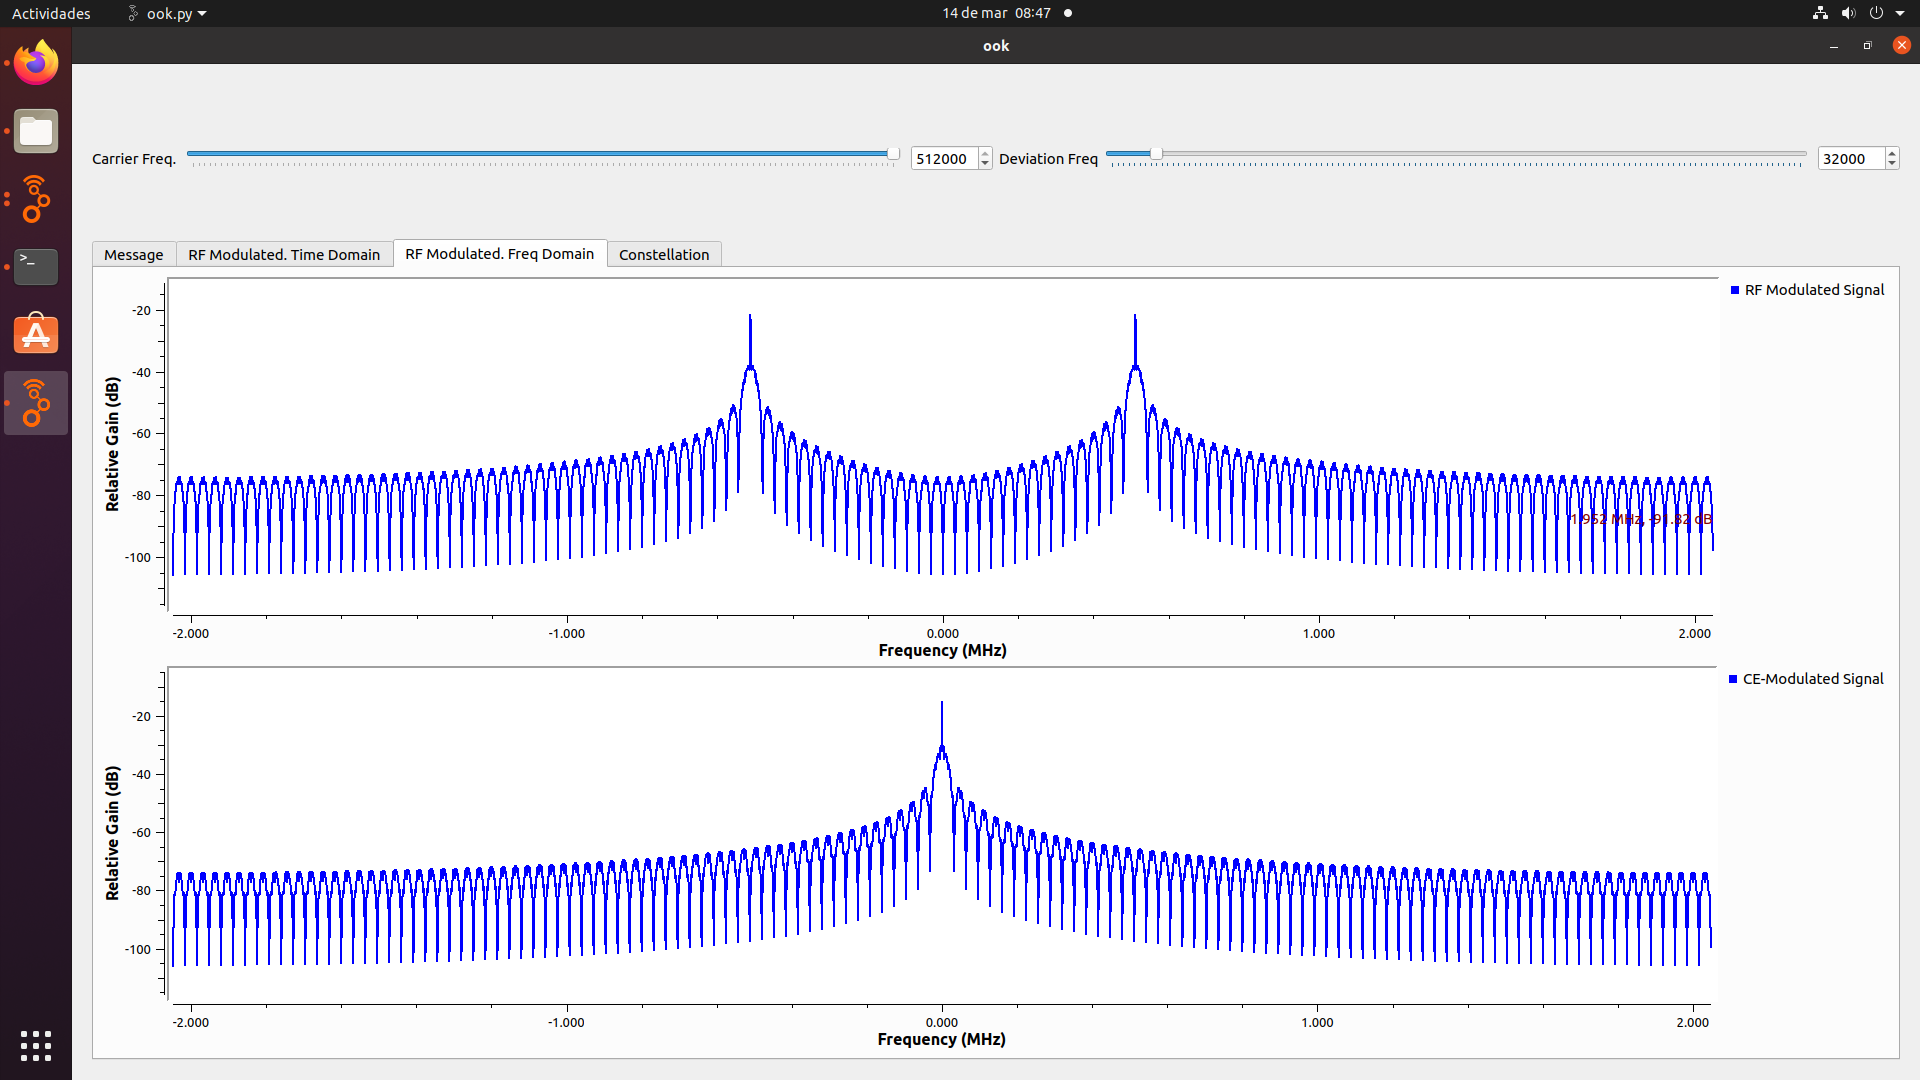 Actividades ook.py 14 de mar 08:47
ook
Carrier Freq. 512000 Deviation Freq 32000
Message RF Modulated. Time Domain RF Modulated. Freq Domain Constellation
RF Modulated Signal
Relative Gain (dB)
-20
-40
-60
-80
-100
1.952 MHz, -91.82 dB
-2.000 -1.000 0.000 1.000 2.000
Frequency (MHz)
CE-Modulated Signal
Relative Gain (dB)
-20
-40
-60
-80
-100
-2.000 -1.000 0.000 1.000 2.000
Frequency (MHz)